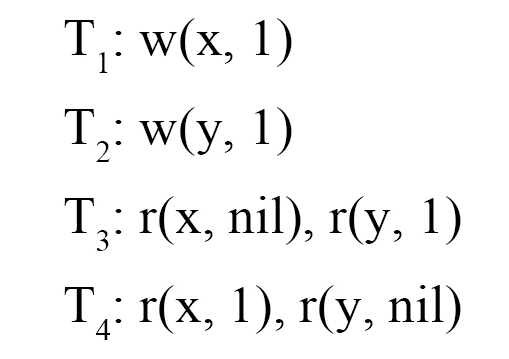 T₁: w(x, 1)
T₂: w(y, 1)
T₃: r(x, nil), r(y, 1)
T₄: r(x, 1), r(y, nil)